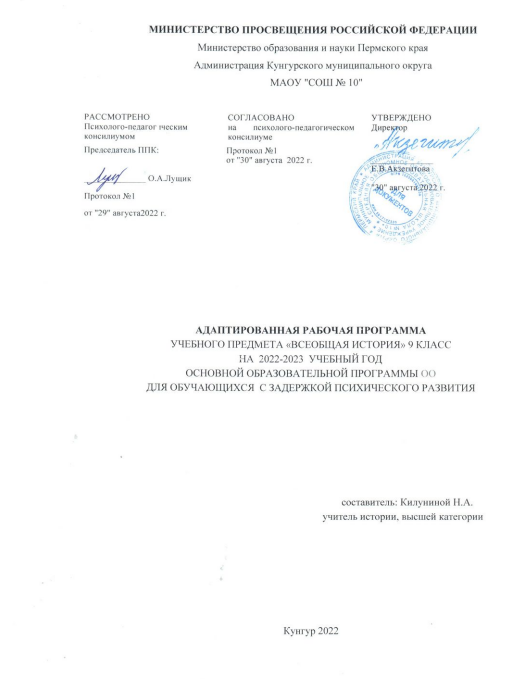 МИНИСТЕРСТВО ПРОСВЕЩЕНИЯ РОССИЙСКОЙ ФЕДЕРАЦИИ
Министерство образования и науки Пермского края
Администрация Кунгурского муниципального округа
МАОУ "СОШ № 10"
РАССМОТРЕНО
Психолого-педагогическим
консилиумом
Председатель ППК:
О.А.Лущик
Протокол №1
от "29" августа2022 г.
СОГЛАСОВАНО
на психолого-педагогическом
консилиуме
Протокол №1
от "30" августа 2022 г.
УТВЕРЖДЕНО
Директор
Е.В.Акзегитова
"30" августа 2022 г.
ДЛЯ
ДОКУМЕНТОВ
АДАПТИРОВАННАЯ РАБОЧАЯ ПРОГРАММА
УЧЕБНОГО ПРЕДМЕТА «ВСЕОБЩАЯ ИСТОРИЯ» 9 КЛАСС
НА 2022-2023 УЧЕБНЫЙ ГОД
ОСНОВНОЙ ОБРАЗОВАТЕЛЬНОЙ ПРОГРАММЫ ОО
ДЛЯ ОБУЧАЮЩИХСЯ С ЗАДЕРЖКОЙ ПСИХИЧЕСКОГО РАЗВИТИЯ
составитель: Килуниной Н.А.
учитель истории, высшей категории
Кунгур 2022